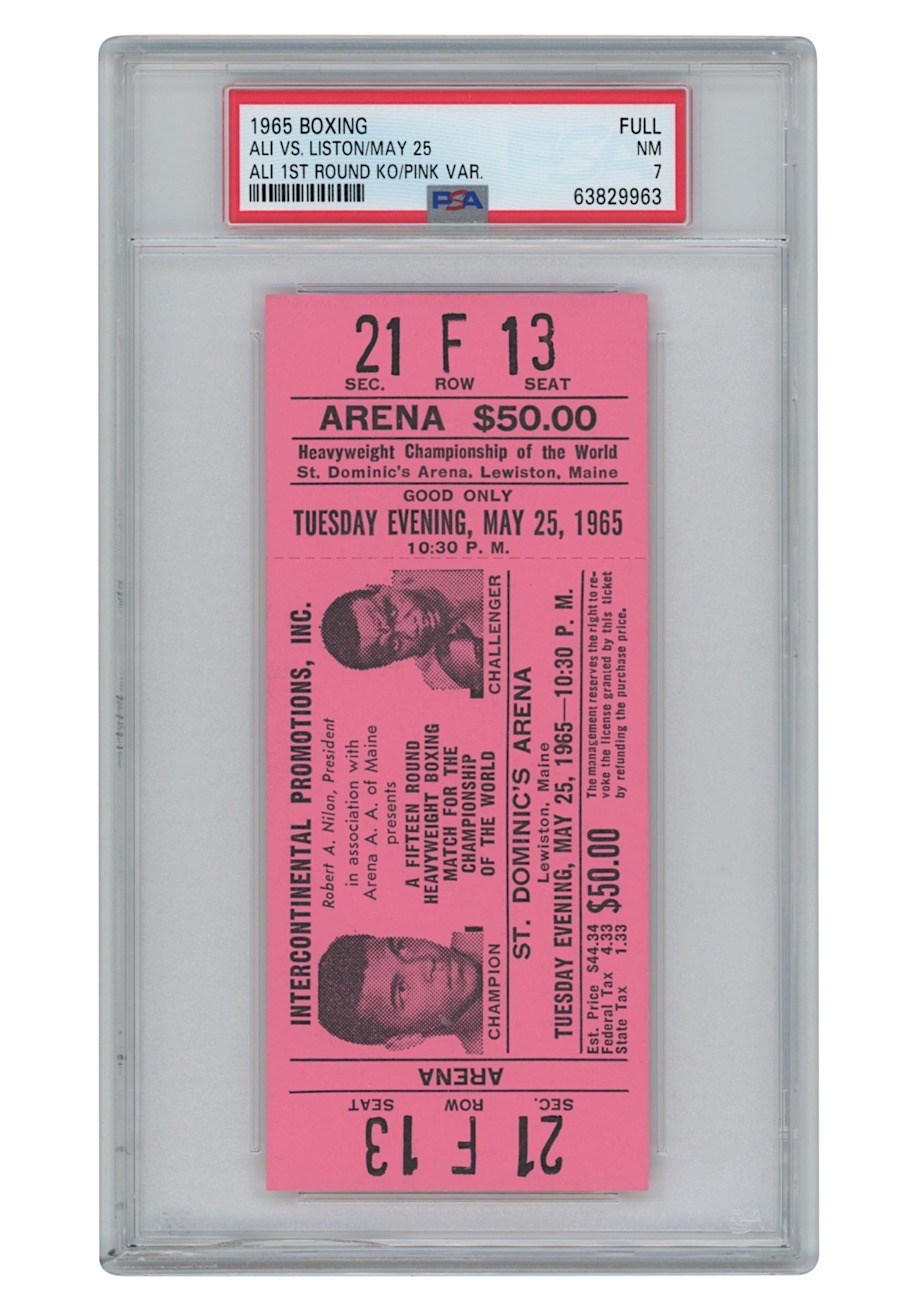 1965 BOXING FULL
ALI VS. LISTON/MAY 25 NM
ALI 1ST ROUND KO/PINK VAR. 7
PSA 63829963
21 F 13
SEC. ROW SEAT
ARENA $50.00
Heavyweight Championship of the World
St. Dominic's Arena, Lewiston, Maine
GOOD ONLY
TUESDAY EVENING, MAY 25, 1965
10:30 P. M.
INTERCONTINENTAL PROMOTIONS, INC.
Robert A. Nilon, President
in association with
Arena A. A. of Maine
presents
A FIFTEEN ROUND
HEAVYWEIGHT BOXING
MATCH FOR THE
CHAMPIONSHiP
OF THE WORLD
CHAMPION
CHALLENGER
ST. DOMINIC'S ARENA
Lewiston, Maine
TUESDAY EVENING, MAY 25, 1965—10:30 P. M.
Est. Price $44.34
Federal Tax 4.33
State Tax 1.33
$50.00
The management reserves the right to re-
voke the license granted by this ticket
by refunding the purchase price.
ARENA
SEC. ROW SEAT
21 F 13